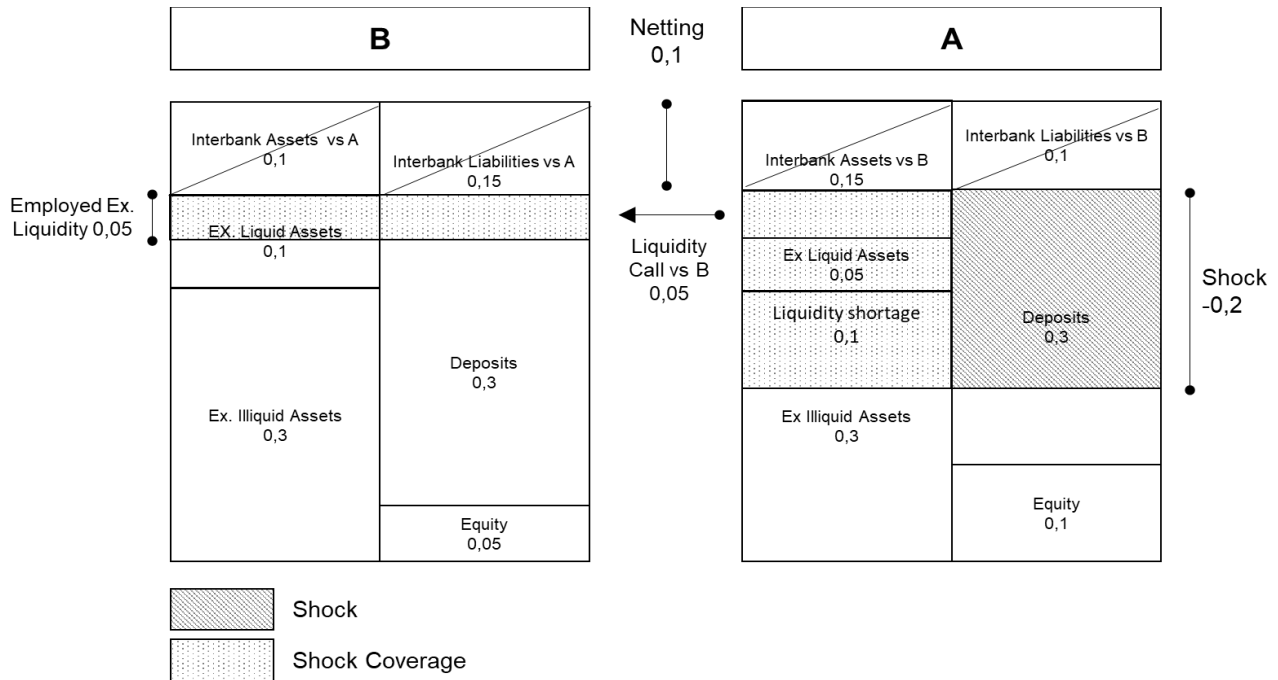 B
Netting
0,1
A
Interbank Assets vs A
0,1
Interbank Liabilities vs A
0,15
Interbank Assets vs B
0,15
Interbank Liabilities vs B
0,1
Employed Ex.
Liquidity 0,05
EX. Liquid Assets
0,1
Liquidity
Call vs B
0,05
Ex Liquid Assets
0,05
Liquidity shortage
0,1
Deposits
0,3
Shock
-0,2
Deposits
0,3
Ex. Illiquid Assets
0,3
Ex Illiquid Assets
0,3
Equity
0,05
Equity
0,1
Shock
Shock Coverage